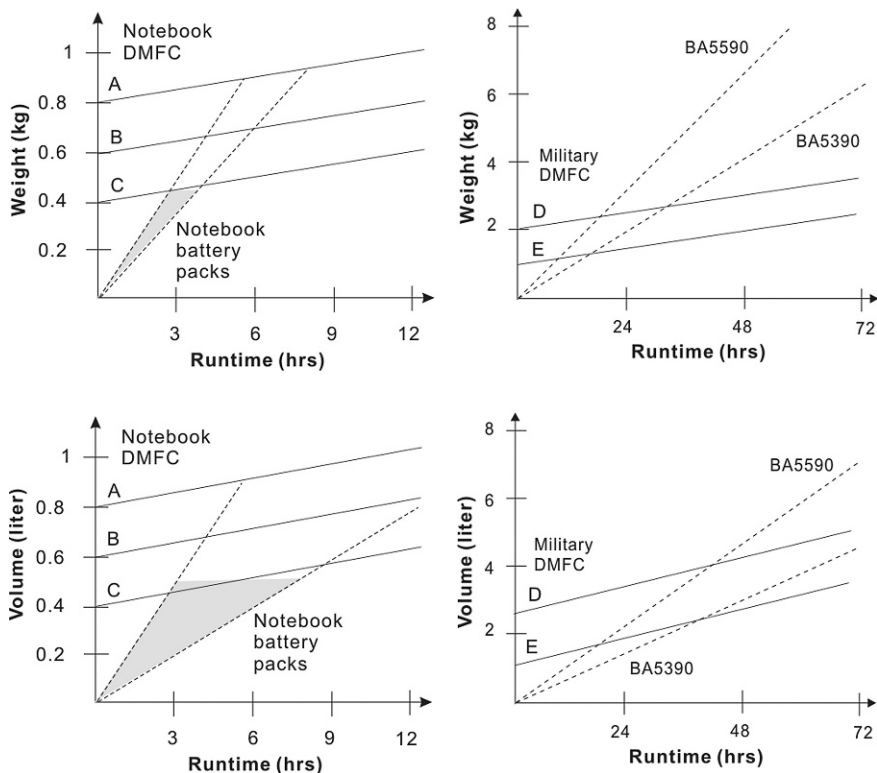 Notebook
DMFC
1
0.8
0.6
0.4
0.2
A
B
C
Weight (kg)
Notebook
battery
packs
3
6
9
12
Runtime (hrs)
8
6
4
2
BA5590
BA5390
Military
DMFC
D
E
Weight (kg)
24
48
72
Runtime (hrs)
Notebook
DMFC
1
0.8
0.6
0.4
0.2
A
B
C
Volume (liter)
Notebook
battery
packs
3
6
9
12
Runtime (hrs)
8
6
4
2
BA5590
Military
DMFC
D
E
BA5390
Volume (liter)
24
48
72
Runtime (hrs)